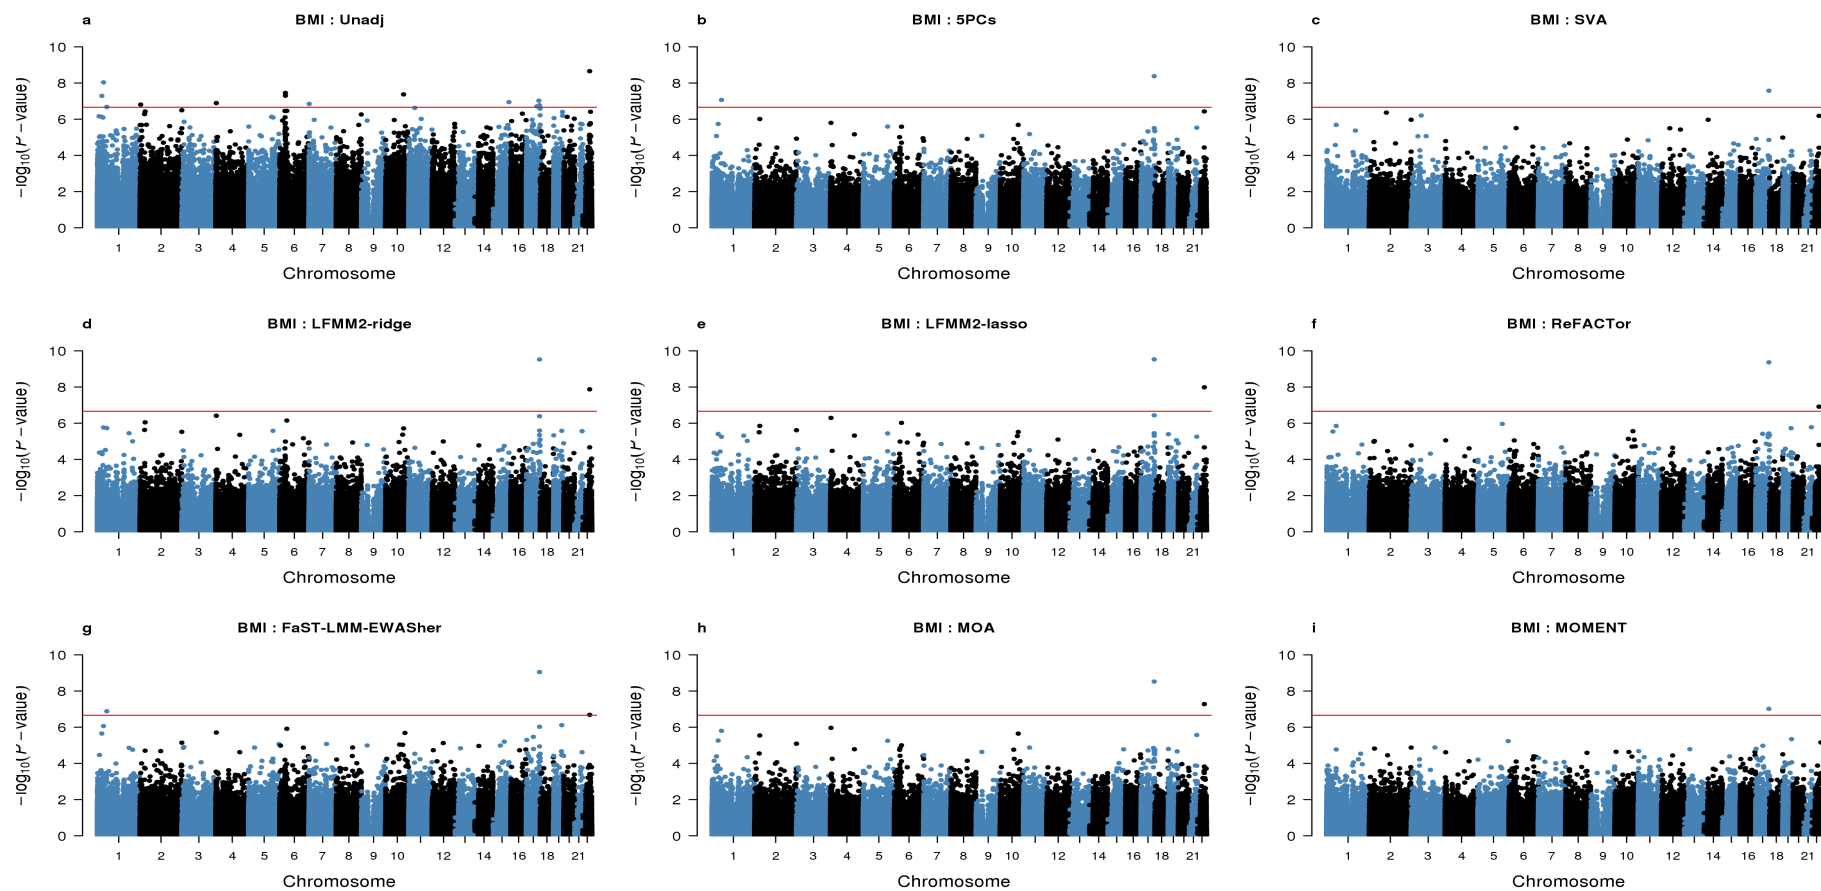 a BMI : Unadj
−log10(P − value)
10
8
6
4
2
0
1 2 3 4 5 6 7 8 9 10 12 14 16 18 21
Chromosome
b BMI : 5PCs
−log10(P − value)
10
8
6
4
2
0
1 2 3 4 5 6 7 8 9 10 12 14 16 18 21
Chromosome
c BMI : SVA
−log10(P − value)
10
8
6
4
2
0
1 2 3 4 5 6 7 8 9 10 12 14 16 18 21
Chromosome
d BMI : LFMM2-ridge
−log10(P − value)
10
8
6
4
2
0
1 2 3 4 5 6 7 8 9 10 12 14 16 18 21
Chromosome
e BMI : LFMM2-lasso
−log10(P − value)
10
8
6
4
2
0
1 2 3 4 5 6 7 8 9 10 12 14 16 18 21
Chromosome
f BMI : ReFACTor
−log10(P − value)
10
8
6
4
2
0
1 2 3 4 5 6 7 8 9 10 12 14 16 18 21
Chromosome
g BMI : FaST-LMM-EWASher
−log10(P − value)
10
8
6
4
2
0
1 2 3 4 5 6 7 8 9 10 12 14 16 18 21
Chromosome
h BMI : MOA
−log10(P − value)
10
8
6
4
2
0
1 2 3 4 5 6 7 8 9 10 12 14 16 18 21
Chromosome
i BMI : MOMENT
−log10(P − value)
10
8
6
4
2
0
1 2 3 4 5 6 7 8 9 10 12 14 16 18 21
Chromosome